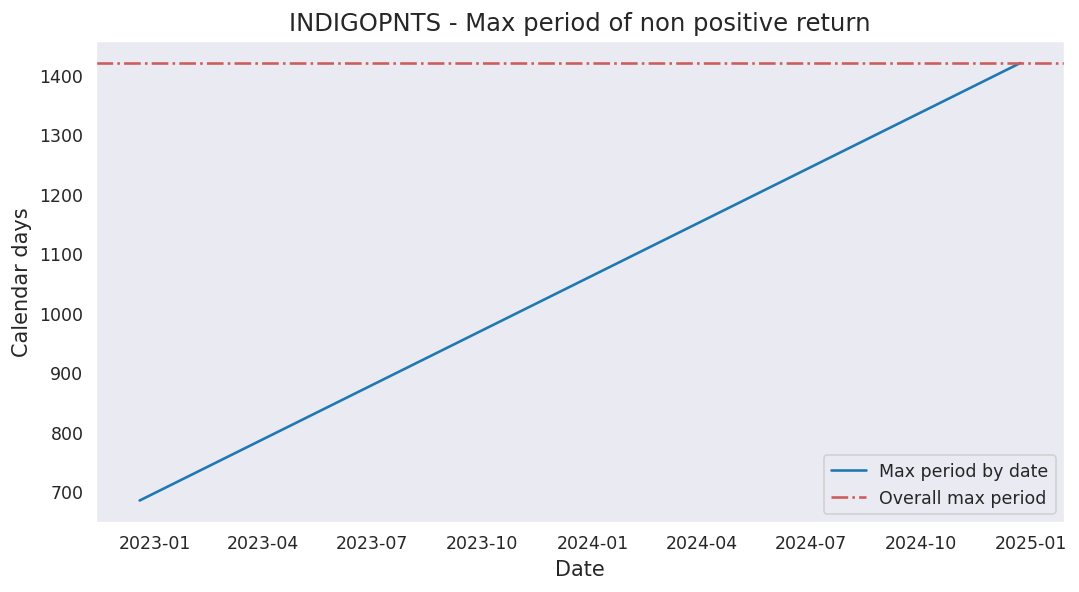 INDIGOPNTS - Max period of non positive return
Calendar days
1400
1300
1200
1100
1000
900
800
700
Max period by date
Overall max period
2023-01 2023-04 2023-07 2023-10 2024-01 2024-04 2024-07 2024-10 2025-01
Date